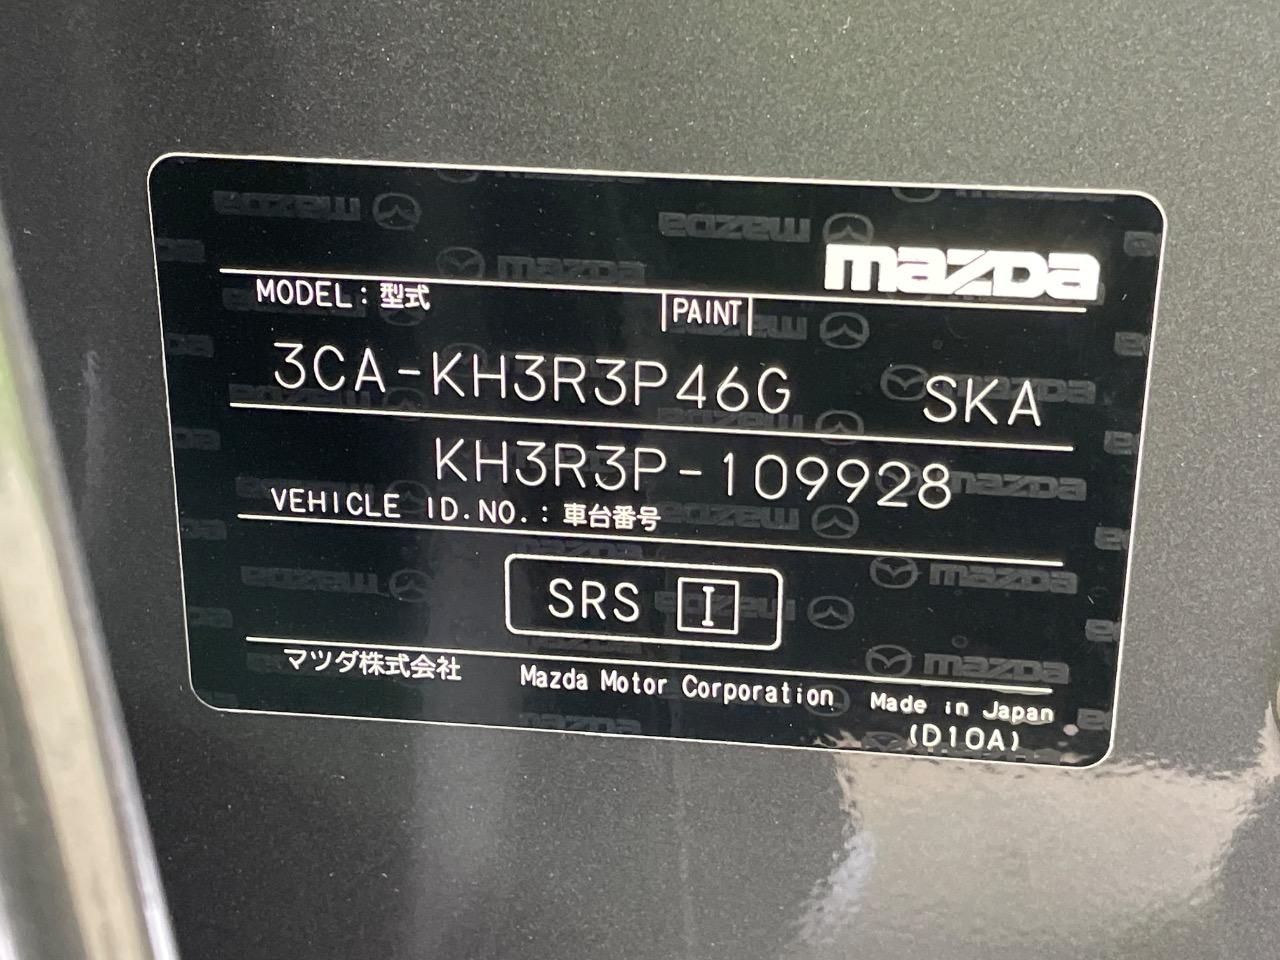 mazda
MODEL：型式 PAINT
3CA-KH3R3P46G SKA
KH3R3P-109928
VEHICLE ID.NO.：車台番号
SRS I
マツダ株式会社 Mazda Motor Corporation Made in Japan
(D10A)